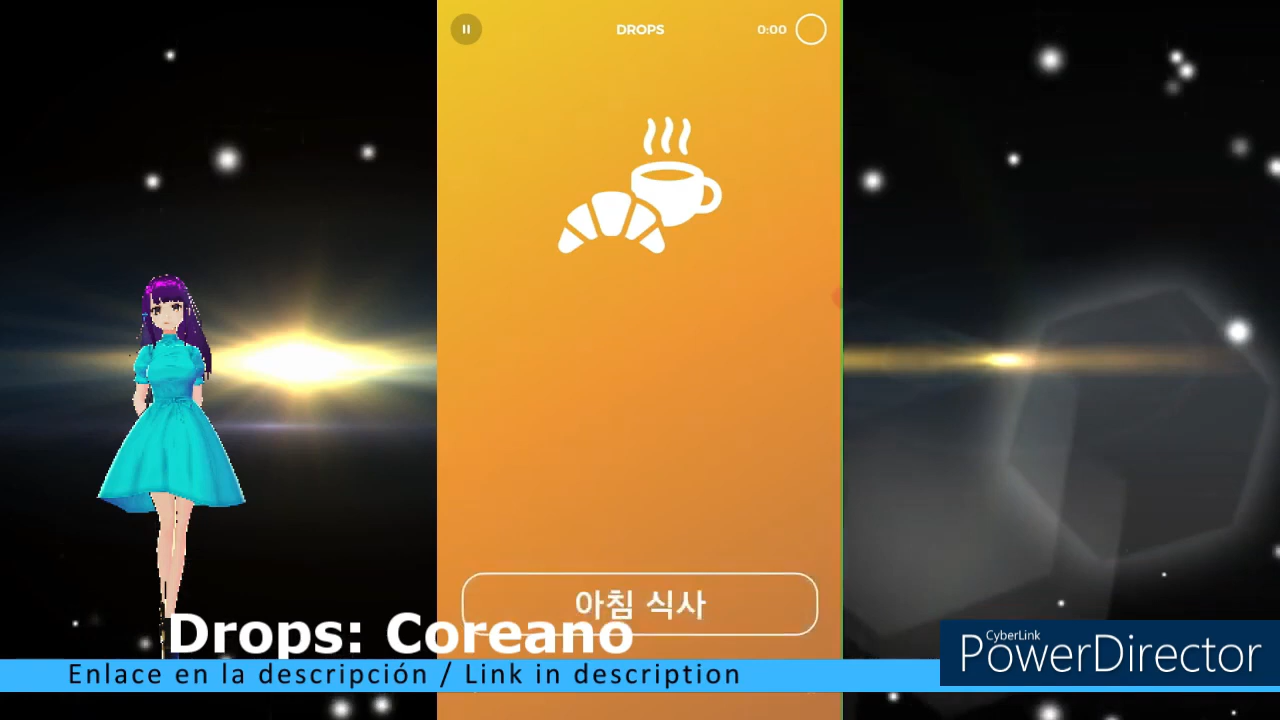 DROPS
0:00
아침 식사
Drops: Coreano
Enlace en la descripción / Link in description
CyberLink
PowerDirector